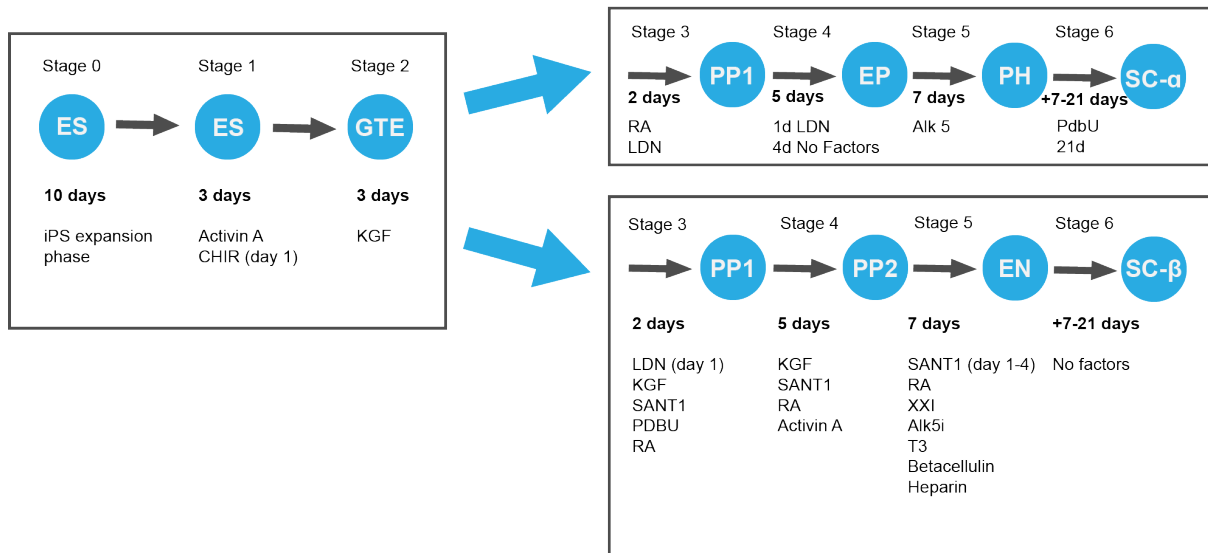 Stage 0
Stage 1
Stage 2
ES
ES
GTE
10 days
3 days
3 days
iPS expansion
phase
Activin A
CHIR (day 1)
KGF
Stage 3
Stage 4
Stage 5
Stage 6
PP1
EP
PH
SC-α
2 days
5 days
7 days
+7-21 days
RA
LDN
1d LDN
4d No Factors
Alk 5
PdbU
21d
Stage 3
Stage 4
Stage 5
Stage 6
PP1
PP2
EN
SC-β
2 days
5 days
7 days
+7-21 days
LDN (day 1)
KGF
SANT1
PDBU
RA
KGF
SANT1
RA
Activin A
SANT1 (day 1-4)
RA
XXI
Alk5i
T3
Betacellulin
Heparin
No factors